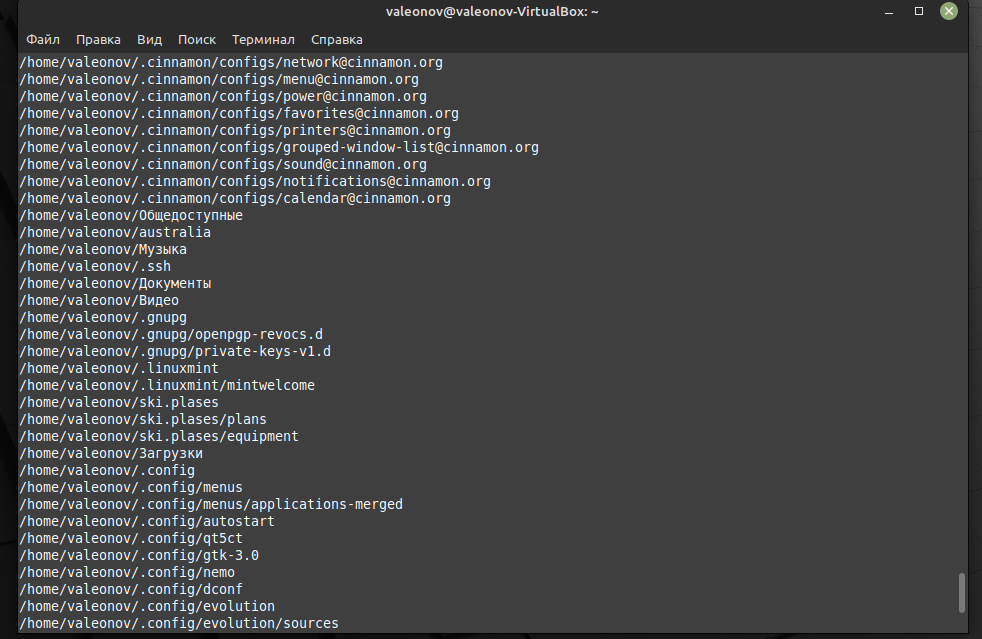 valeonov@valeonov-VirtualBox: ~
Файл Правка Вид Поиск Терминал Справка
/home/valeonov/.cinnamon/configs/network@cinnamon.org
/home/valeonov/.cinnamon/configs/menu@cinnamon.org
/home/valeonov/.cinnamon/configs/power@cinnamon.org
/home/valeonov/.cinnamon/configs/favorites@cinnamon.org
/home/valeonov/.cinnamon/configs/printers@cinnamon.org
/home/valeonov/.cinnamon/configs/grouped-window-list@cinnamon.org
/home/valeonov/.cinnamon/configs/sound@cinnamon.org
/home/valeonov/.cinnamon/configs/notifications@cinnamon.org
/home/valeonov/.cinnamon/configs/calendar@cinnamon.org
/home/valeonov/Общедоступные
/home/valeonov/australia
/home/valeonov/Музыка
/home/valeonov/.ssh
/home/valeonov/Документы
/home/valeonov/Видео
/home/valeonov/.gnupg
/home/valeonov/.gnupg/openpgp-revocs.d
/home/valeonov/.gnupg/private-keys-v1.d
/home/valeonov/.linuxmint
/home/valeonov/.linuxmint/mintwelcome
/home/valeonov/ski.plases
/home/valeonov/ski.plases/plans
/home/valeonov/ski.plases/equipment
/home/valeonov/Загрузки
/home/valeonov/.config
/home/valeonov/.config/menus
/home/valeonov/.config/menus/applications-merged
/home/valeonov/.config/autostart
/home/valeonov/.config/qt5ct
/home/valeonov/.config/gtk-3.0
/home/valeonov/.config/nemo
/home/valeonov/.config/dconf
/home/valeonov/.config/evolution
/home/valeonov/.config/evolution/sources